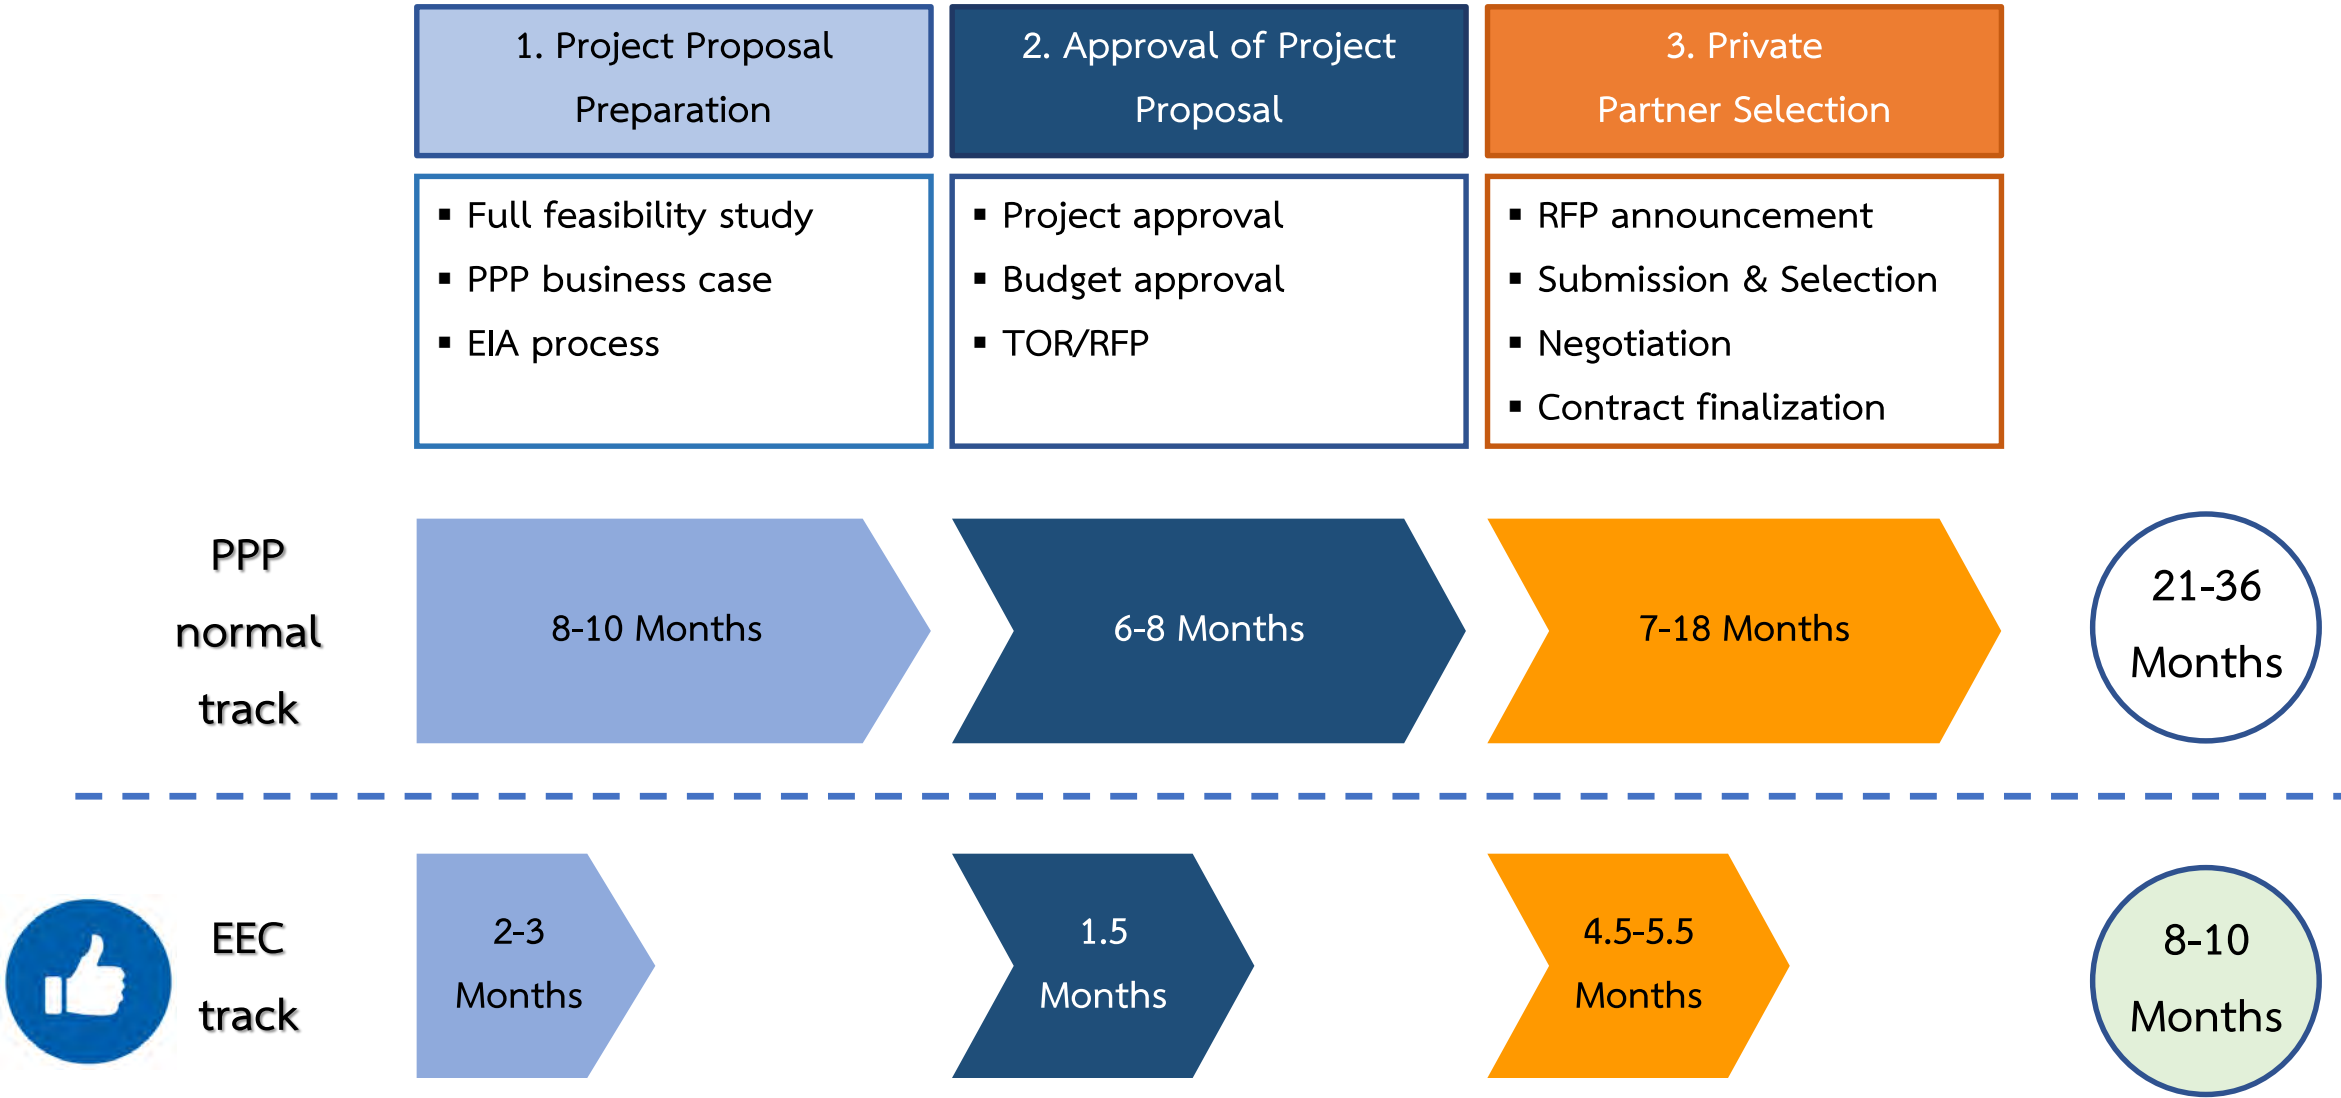 1. Project Proposal
Preparation
2. Approval of Project
Proposal
3. Private
Partner Selection
▪ Full feasibility study
▪ PPP business case
▪ EIA process
▪ Project approval
▪ Budget approval
▪ TOR/RFP
▪ RFP announcement
▪ Submission & Selection
▪ Negotiation
▪ Contract finalization
PPP
normal
track
8-10 Months
6-8 Months
7-18 Months
21-36
Months
EEC
track
2-3
Months
1.5
Months
4.5-5.5
Months
8-10
Months